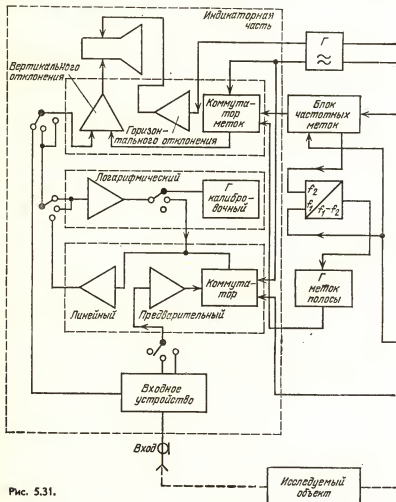 Индикаторная
часть
Вертикального
отклонения
Г
≈
Коммута-
тор
меток
Горизон-
тального отклонения
Блок
частотных
меток
Логарифмический
Г
калибро-
вочный
f₂
f₁
f₁-f₂
Г
меток
полосы
Коммута-
тор
Линейный
Предварительный
Входное
устройство
Вход
Исследуемый
объект
Рис. 5.31.